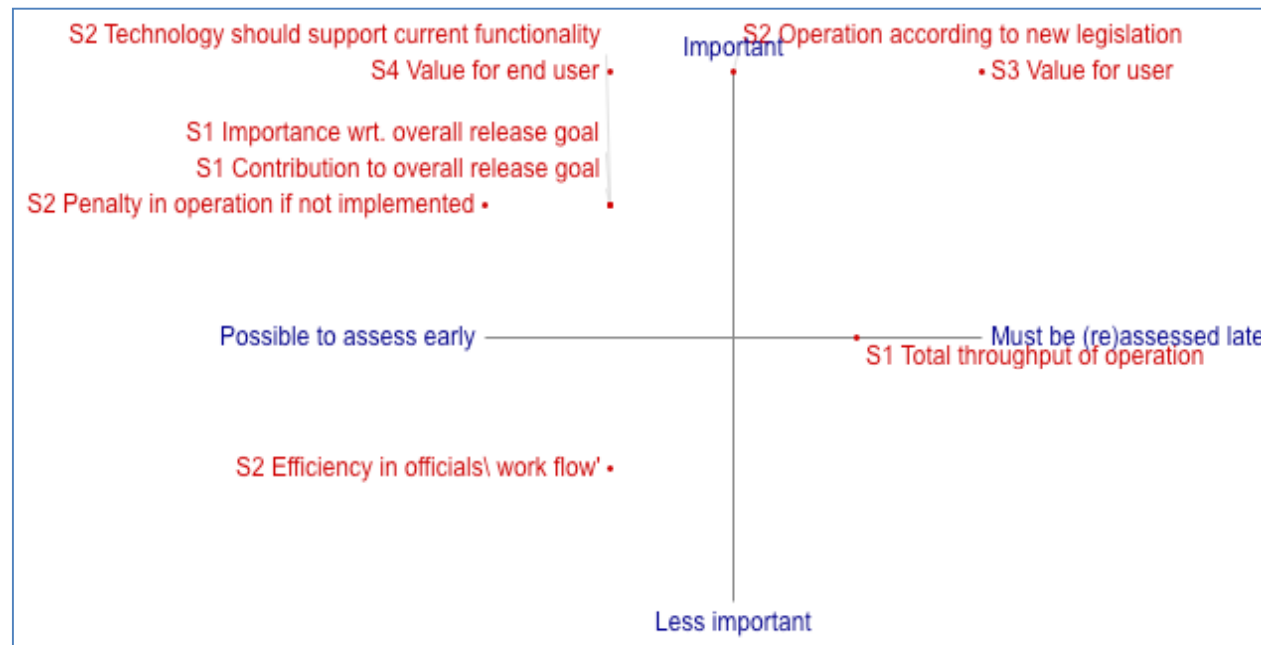 S2 Technology should support current functionality
S2 Operation according to new legislation
Important
S4 Value for end user
S3 Value for user
S1 Importance wrt. overall release goal
S1 Contribution to overall release goal
S2 Penalty in operation if not implemented
Possible to assess early
Must be (re)assessed late
S1 Total throughput of operation
S2 Efficiency in officials\ work flow'
Less important